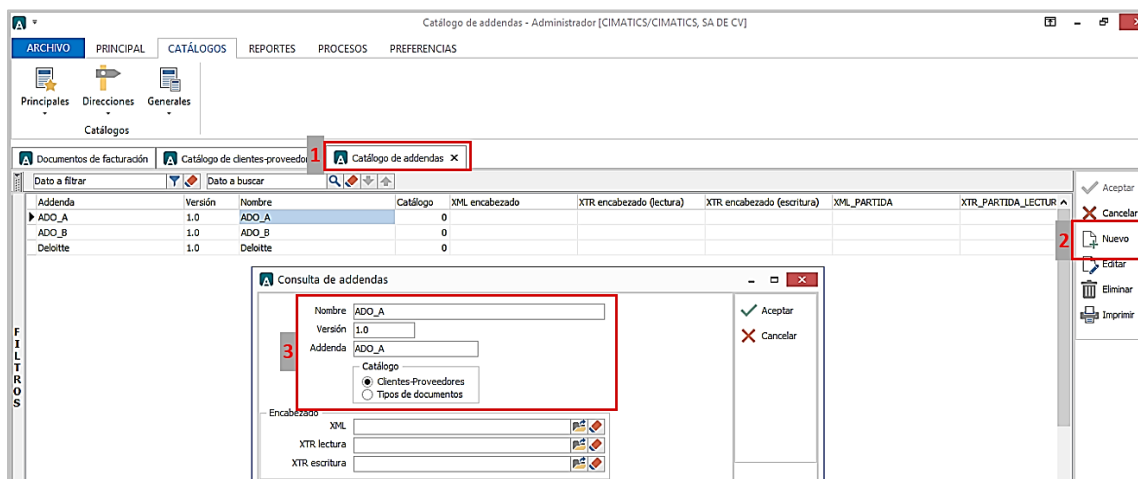 Catálogo de addendas - Administrador [CIMATICS/CIMATICS, SA DE CV]
ARCHIVO PRINCIPAL CATÁLOGOS REPORTES PROCESOS PREFERENCIAS
Principales Direcciones Generales
Catálogos
Documentos de facturación Catálogo de clientes-proveedor 1 Catálogo de addendas
Dato a filtrar Dato a buscar
Aceptar
Cancelar
2 Nuevo
Editar
Eliminar
Imprimir
Addenda Versión Nombre Catálogo XML encabezado XTR encabezado (lectura) XTR encabezado (escritura) XML_PARTIDA XTR_PARTIDA_LECTUR
ADO_A 1.0 ADO_A 0
ADO_B 1.0 ADO_B 0
Deloitte 1.0 Deloitte 0
FILTROS
Consulta de addendas
3
Nombre ADO_A
Versión 1.0
Addenda ADO_A
Catálogo
Clientes-Proveedores
Tipos de documentos
Aceptar
Cancelar
Encabezado
XML
XTR lectura
XTR escritura